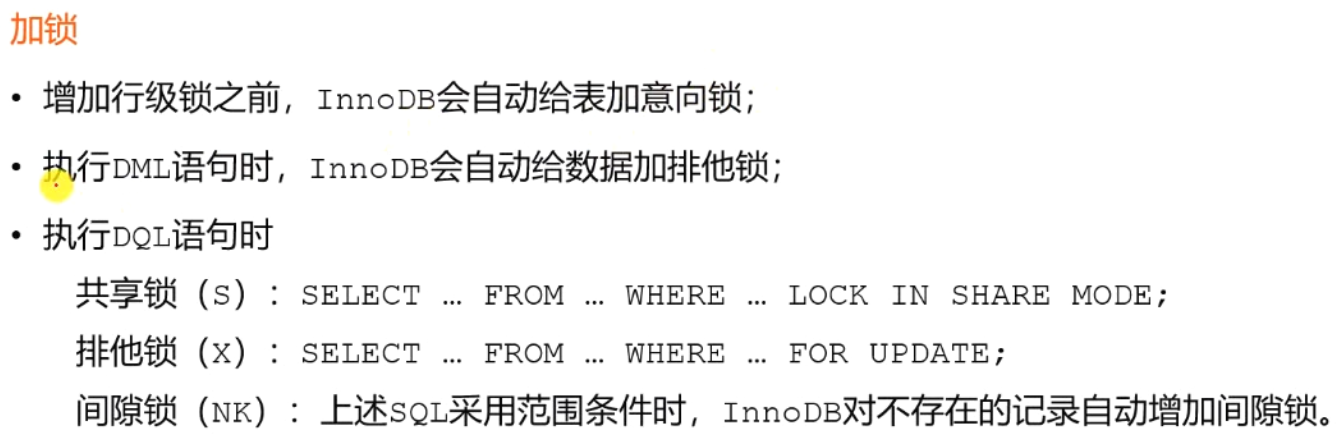 加锁
• 增加行级锁之前，InnoDB会自动给表加意向锁；
• 执行DML语句时，InnoDB会自动给数据加排他锁；
• 执行DQL语句时
共享锁（S）：SELECT … FROM … WHERE … LOCK IN SHARE MODE;
排他锁（X）：SELECT … FROM … WHERE … FOR UPDATE;
间隙锁（NK）：上述SQL采用范围条件时，InnoDB对不存在的记录自动增加间隙锁。